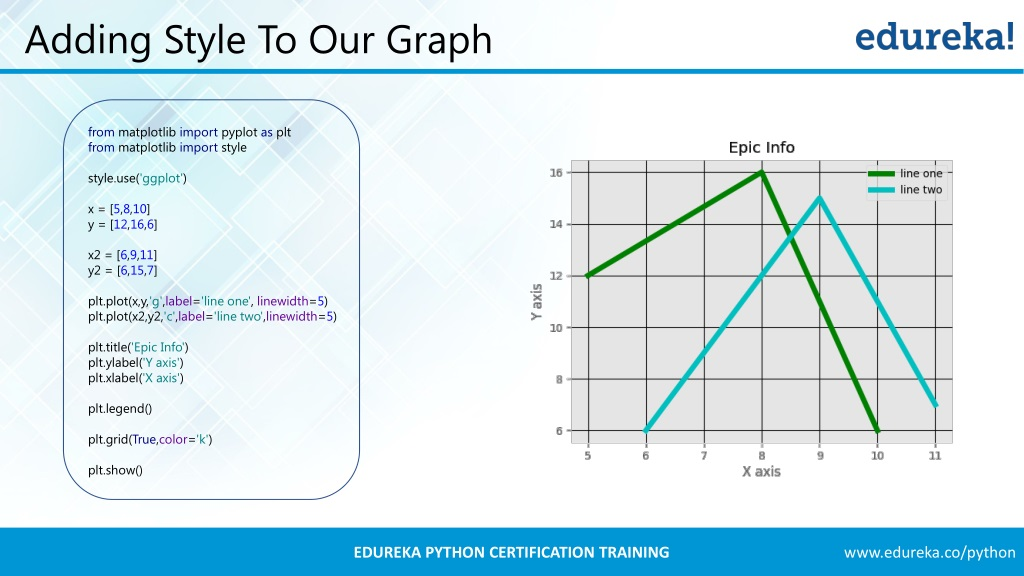 Adding Style To Our Graph
edureka!
from matplotlib import pyplot as plt
from matplotlib import style
style.use('ggplot')
x = [5,8,10]
y = [12,16,6]
x2 = [6,9,11]
y2 = [6,15,7]
plt.plot(x,y,'g',label='line one', linewidth=5)
plt.plot(x2,y2,'c',label='line two',linewidth=5)
plt.title('Epic Info')
plt.ylabel('Y axis')
plt.xlabel('X axis')
plt.legend()
plt.grid(True,color='k')
plt.show()
Epic Info
line one
line two
16
14
12
10
8
6
Y axis
5 6 7 8 9 10 11
X axis
EDUREKA PYTHON CERTIFICATION TRAINING
www.edureka.co/python